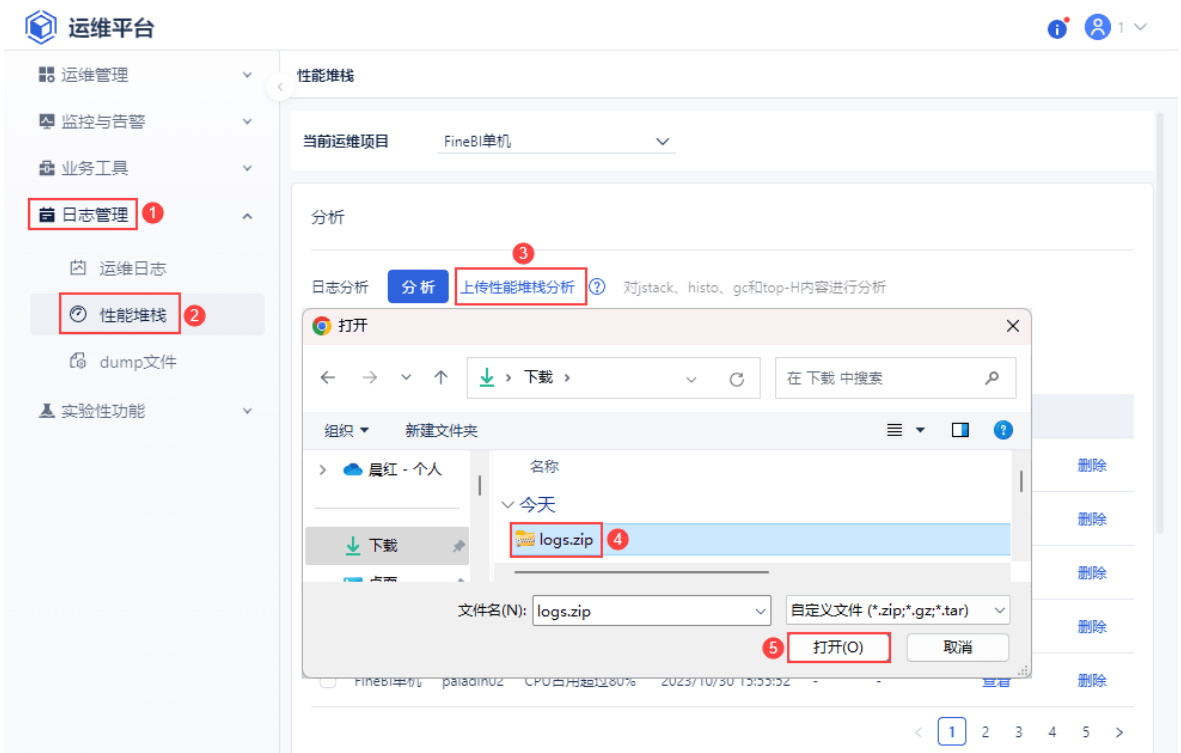 运维平台
1
运维管理
性能堆栈
监控与告警
当前运维项目 FineBI单机
业务工具
日志管理 1
分析
3
运维日志
日志分析 分析 上传性能堆栈分析 ? 对jstack、histo、gc和top-H内容进行分析
性能堆栈 2
打开
dump文件
下载
在 下载 中搜索
实验性功能
组织 新建文件夹
晨红 - 个人
名称
删除
今天
删除
下载
logs.zip 4
桌面
删除
文件名(N): logs.zip 自定义文件 (*.zip;*.gz;*.tar)
删除
5 打开(O) 取消
FineBI单机 paladin02 CPU占用超过80% 2023/10/30 15:55:52 - - 查看 删除
< 1 2 3 4 5 >